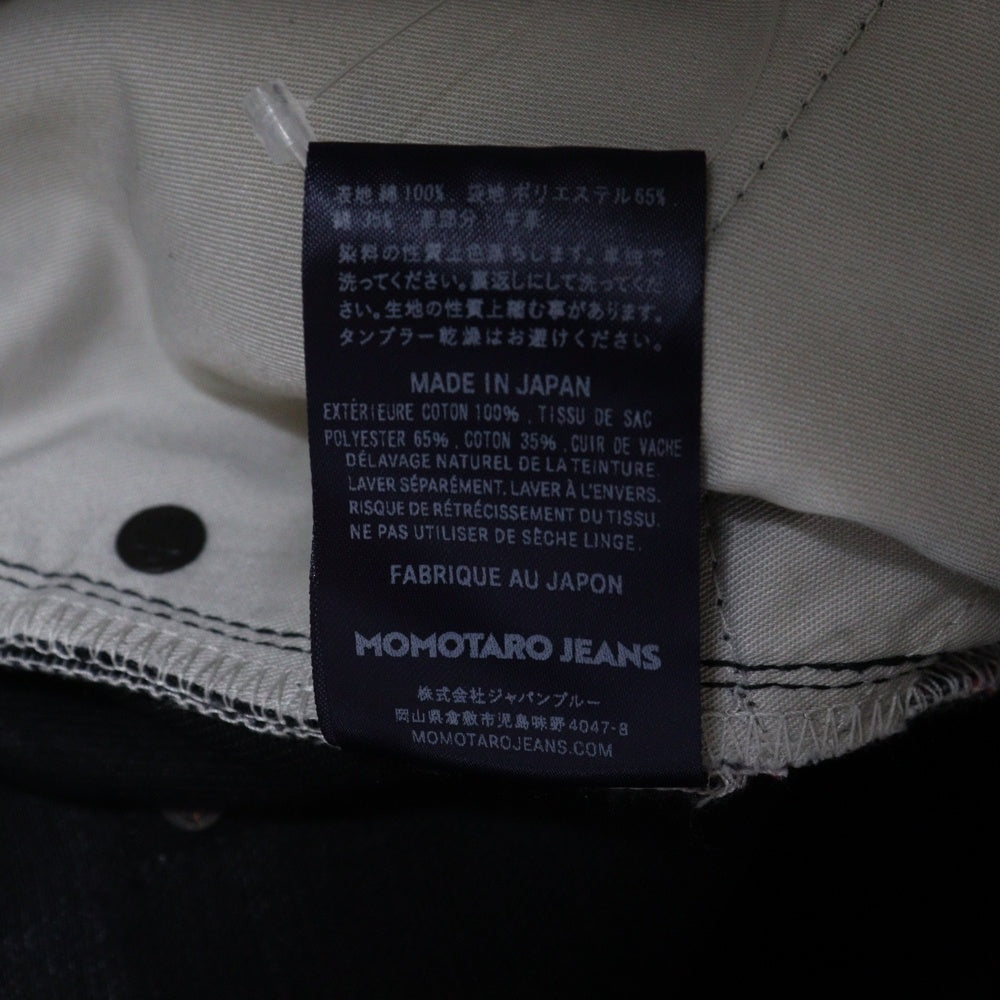 表地 綿100%、袋地 ポリエステル65%
綿35%、革部分 牛革
染料の性質上色落ちします。単独で
洗ってください。裏返しにして洗ってくだ
さい。生地の性質上縮む事があります。
タンブラー乾燥はお避けください。
MADE IN JAPAN
EXTÉRIEURE COTON 100% . TISSU DE SAC
POLYESTER 65% . COTON 35% . CUIR DE VACHE
DÉLAVAGE NATUREL DE LA TEINTURE.
LAVER SÉPARÉMENT. LAVER À L'ENVERS.
RISQUE DE RÉTRÉCISSEMENT DU TISSU.
NE PAS UTILISER DE SÈCHE LINGE.
FABRIQUE AU JAPON
MOMOTARO JEANS
株式会社ジャパンブルー
岡山県倉敷市児島味野4047-8
MOMOTAROJEANS.COM